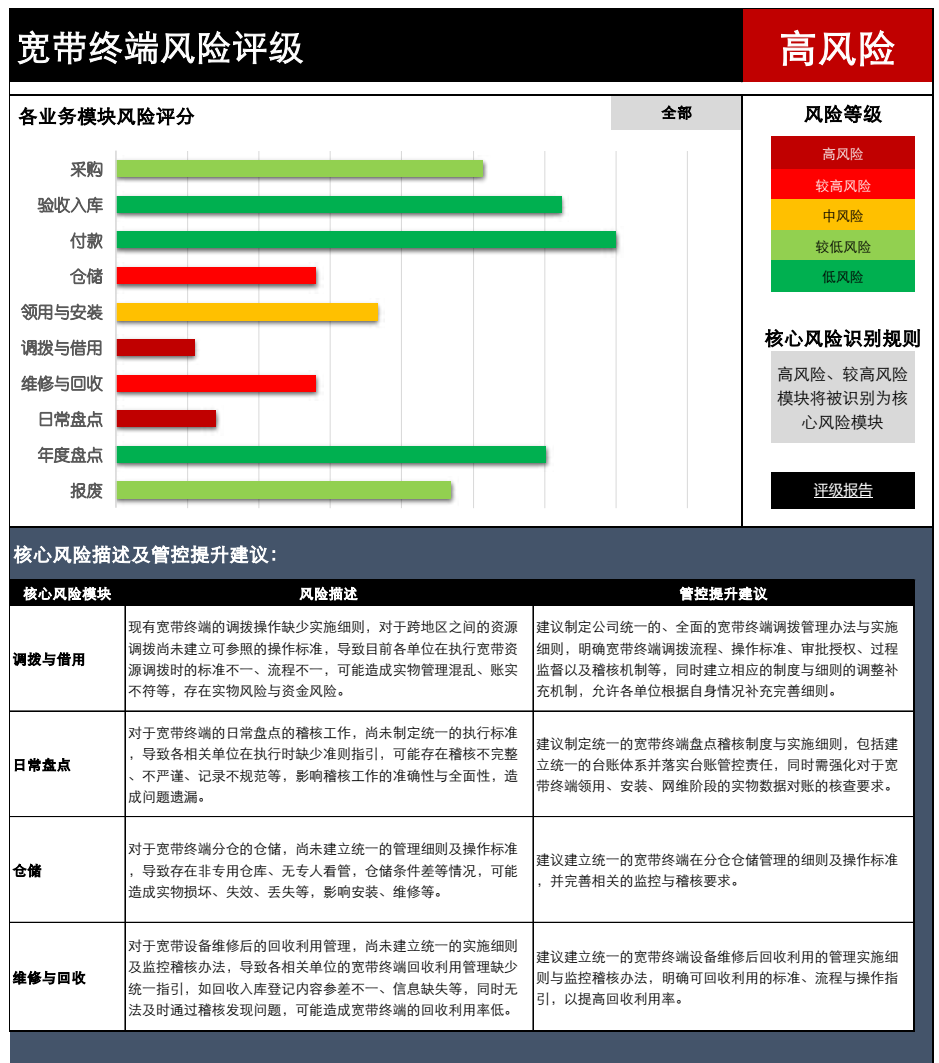 宽带终端风险评级
高风险
各业务模块风险评分
全部
采购
验收入库
付款
仓储
领用与安装
调拨与借用
维修与回收
日常盘点
年度盘点
报废
风险等级
高风险
较高风险
中风险
较低风险
低风险
核心风险识别规则
高风险、较高风险
模块将被识别为核
心风险模块
评级报告
核心风险描述及管控提升建议：
核心风险模块
风险描述
管控提升建议
调拨与借用
现有宽带终端的调拨操作缺少实施细则，对于跨地区之间的资源
调拨尚未建立可参照的操作标准，导致目前各单位在执行宽带资
源调拨时的标准不一、流程不一，可能造成实物管理混乱、账实
不符等，存在实物风险与资金风险。
建议制定公司统一的、全面的宽带终端调拨管理办法与实施
细则，明确宽带终端调拨流程、操作标准、审批授权、过程
监督以及稽核机制等，同时建立相应的制度与细则的调整补
充机制，允许各单位根据自身情况补充完善细则。
日常盘点
对于宽带终端的日常盘点的稽核工作，尚未制定统一的执行标准
，导致各相关单位在执行时缺少准则指引，可能存在稽核不完整
、不严谨、记录不规范等，影响稽核工作的准确性与全面性，造
成问题遗漏。
建议制定统一的宽带终端盘点稽核制度与实施细则，包括建
立统一的台账体系并落实台账管控责任，同时需强化对于宽
带终端领用、安装、网维阶段的实物数据对账的核查要求。
仓储
对于宽带终端分仓的仓储，尚未建立统一的管理细则及操作标准
，导致存在非专用仓库、无专人看管，仓储条件差等情况，可能
造成实物损坏、失效、丢失等，影响安装、维修等。
建议建立统一的宽带终端在分仓仓储管理的细则及操作标准
，并完善相关的监控与稽核要求。
维修与回收
对于宽带设备维修后的回收利用管理，尚未建立统一的实施细则
及监控稽核办法，导致各相关单位的宽带终端回收利用管理缺少
统一指引，如回收入库登记内容参差不一、信息缺失等，同时无
法及时通过稽核发现问题，可能造成宽带终端的回收利用率低。
建议建立统一的宽带终端设备维修后回收利用的管理实施细
则与监控稽核办法，明确可回收利用的标准、流程与操作指
引，以提高回收利用率。